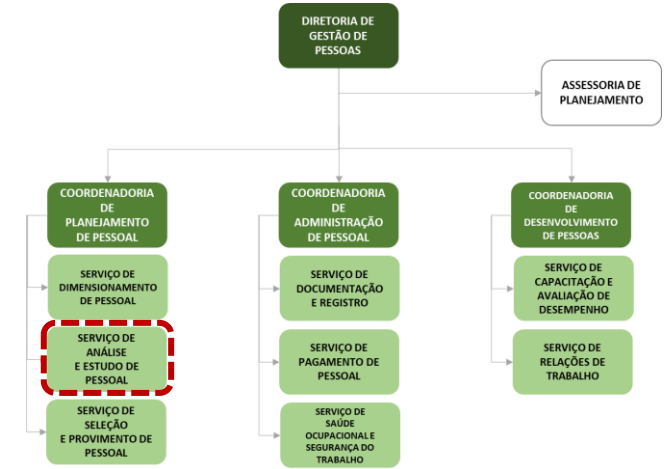 DIRETORIA DE
GESTÃO DE
PESSOAS
ASSESSORIA DE
PLANEJAMENTO
COORDENADORIA
DE
PLANEJAMENTO
DE PESSOAL
COORDENADORIA
DE
ADMINISTRAÇÃO
DE PESSOAL
COORDENADORIA
DE
DESENVOLVIMENTO
DE PESSOAS
SERVIÇO DE
DIMENSIONAMENTO
DE PESSOAL
SERVIÇO DE
DOCUMENTAÇÃO
E REGISTRO
SERVIÇO DE
CAPACITAÇÃO E
AVALIAÇÃO DE
DESEMPENHO
SERVIÇO DE
ANÁLISE
E ESTUDO DE
PESSOAL
SERVIÇO DE
PAGAMENTO DE
PESSOAL
SERVIÇO DE
RELAÇÕES DE
TRABALHO
SERVIÇO DE
SELEÇÃO
E PROVIMENTO DE
PESSOAL
SERVIÇO DE
SAÚDE
OCUPACIONAL E
SEGURANÇA DO
TRABALHO